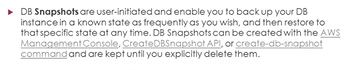 DB Snapshots are user-initiated and enable you to back up your DB
instance in a known state as frequently as you wish, and then restore to
that specific state at any time. DB Snapshots can be created with the AWS
Management Console, CreateDBSnapshot API, or create-db-snapshot
command and are kept until you explicitly delete them.